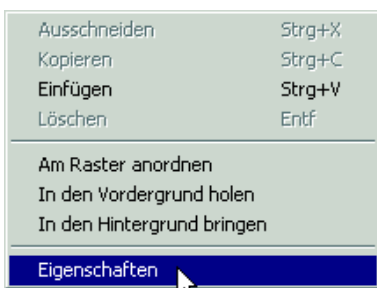 Ausschneiden Strg+X
Kopieren Strg+C
Einfügen Strg+V
Löschen Entf
Am Raster anordnen
In den Vordergrund holen
In den Hintergrund bringen
Eigenschaften